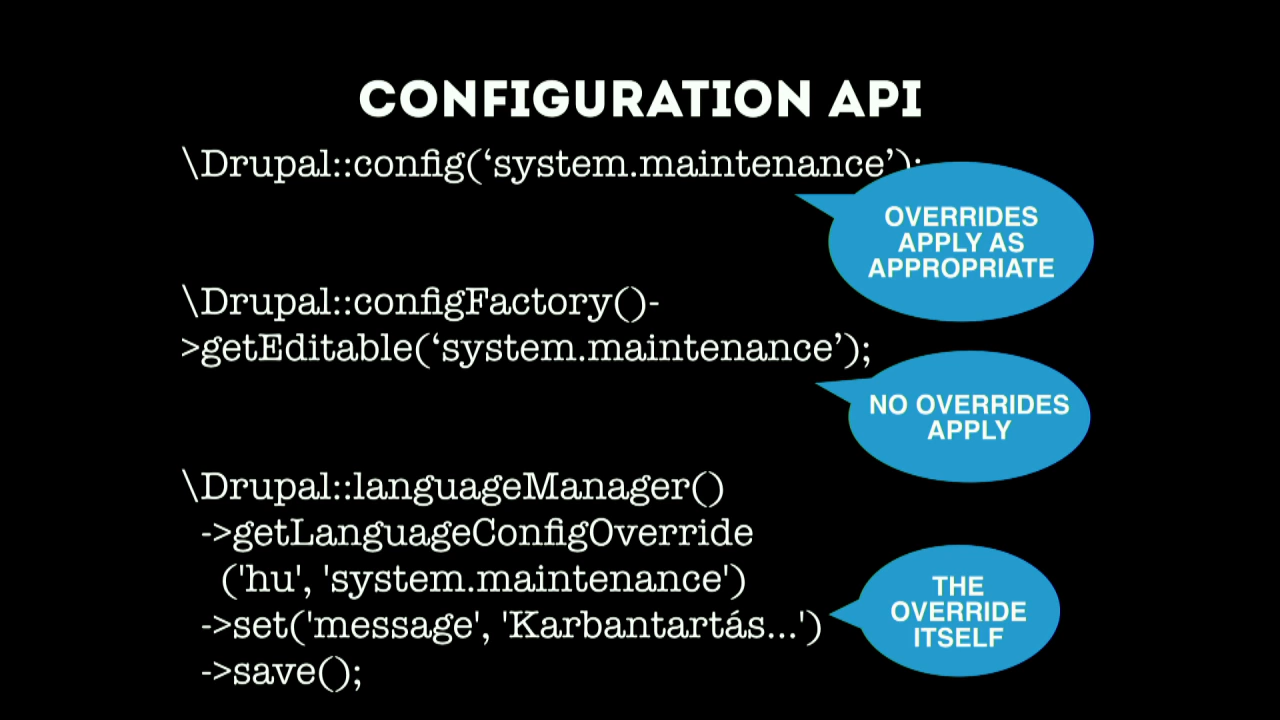 CONFIGURATION API
\Drupal::config(‘system.maintenance’);
OVERRIDES
APPLY AS
APPROPRIATE
\Drupal::configFactory()-
>getEditable(‘system.maintenance’);
NO OVERRIDES
APPLY
\Drupal::languageManager()
->getLanguageConfigOverride
('hu', 'system.maintenance')
->set('message', 'Karbantartás...')
->save();
THE
OVERRIDE
ITSELF